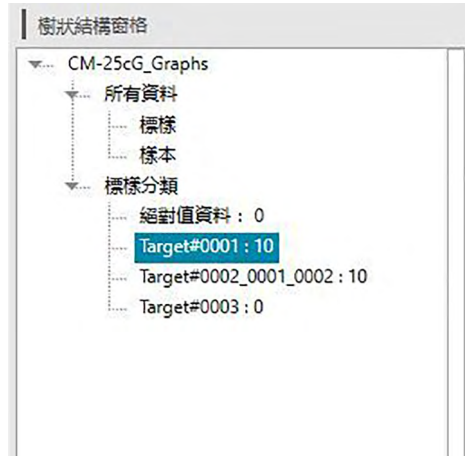 樹狀結構窗格
CM-25cG_Graphs
所有資料
標樣
樣本
標樣分類
絕對值資料： 0
Target#0001 : 10
Target#0002_0001_0002 : 10
Target#0003 : 0